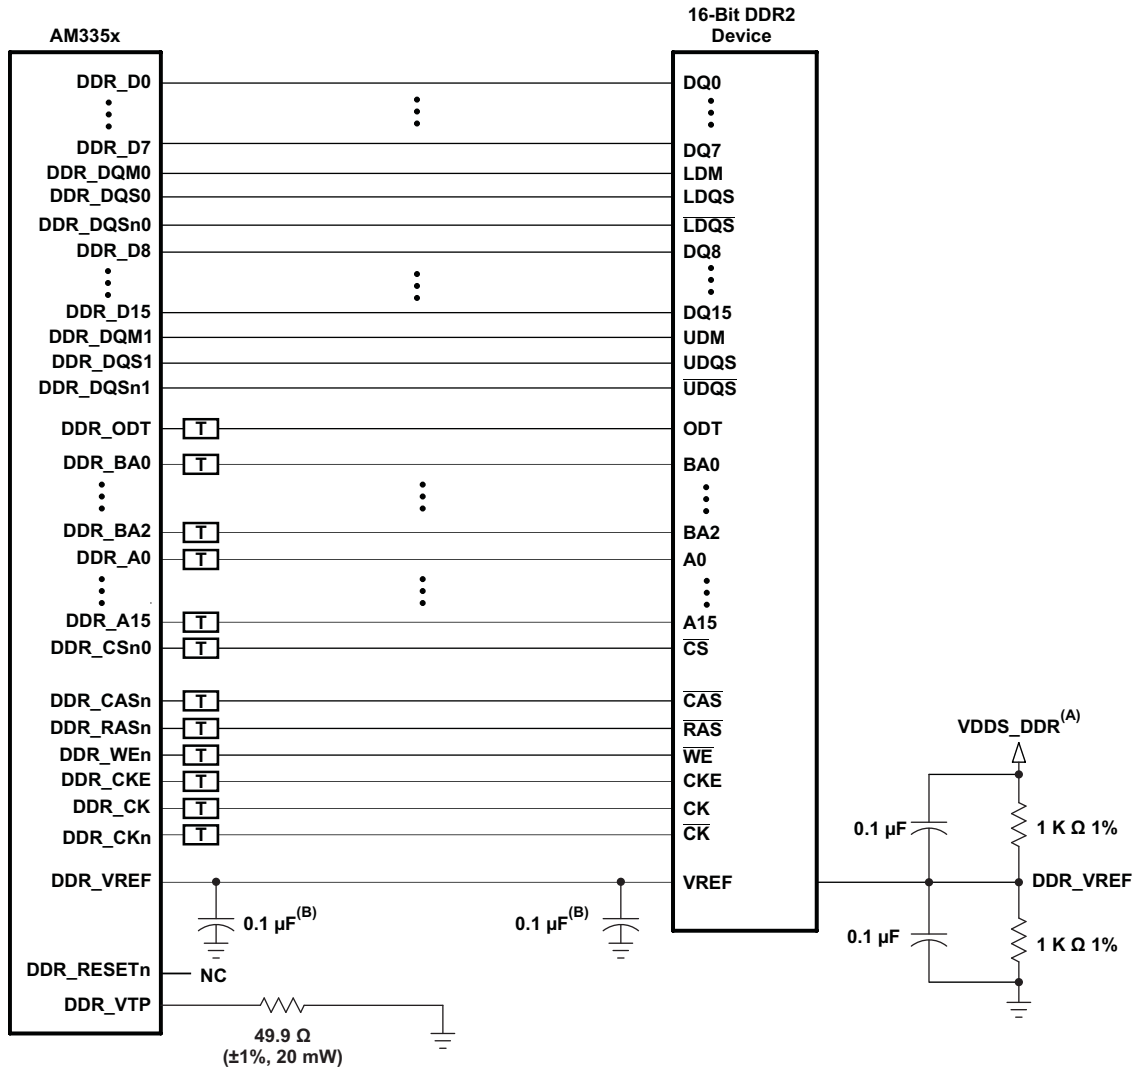 AM335x
16-Bit DDR2
Device
DDR_D0
DQ0
DDR_D7
DQ7
DDR_DQM0
LDM
DDR_DQS0
LDQS
DDR_DQSn0
LDQS
DDR_D8
DQ8
DDR_D15
DQ15
DDR_DQM1
UDM
DDR_DQS1
UDQS
DDR_DQSn1
UDQS
DDR_ODT T ODT
DDR_BA0 T BA0
DDR_BA2 T BA2
DDR_A0 T A0
DDR_A15 T A15
DDR_CSn0 T CS
DDR_CASn T CAS
DDR_RASn T RAS
DDR_WEn T WE
DDR_CKE T CKE
DDR_CK T CK
DDR_CKn T CK
DDR_VREF
VREF
0.1 µF(B)
0.1 µF(B)
DDR_RESETn
NC
DDR_VTP
49.9 Ω
(±1%, 20 mW)
VDDS_DDR(A)
0.1 µF
1 K Ω 1%
DDR_VREF
0.1 µF
1 K Ω 1%